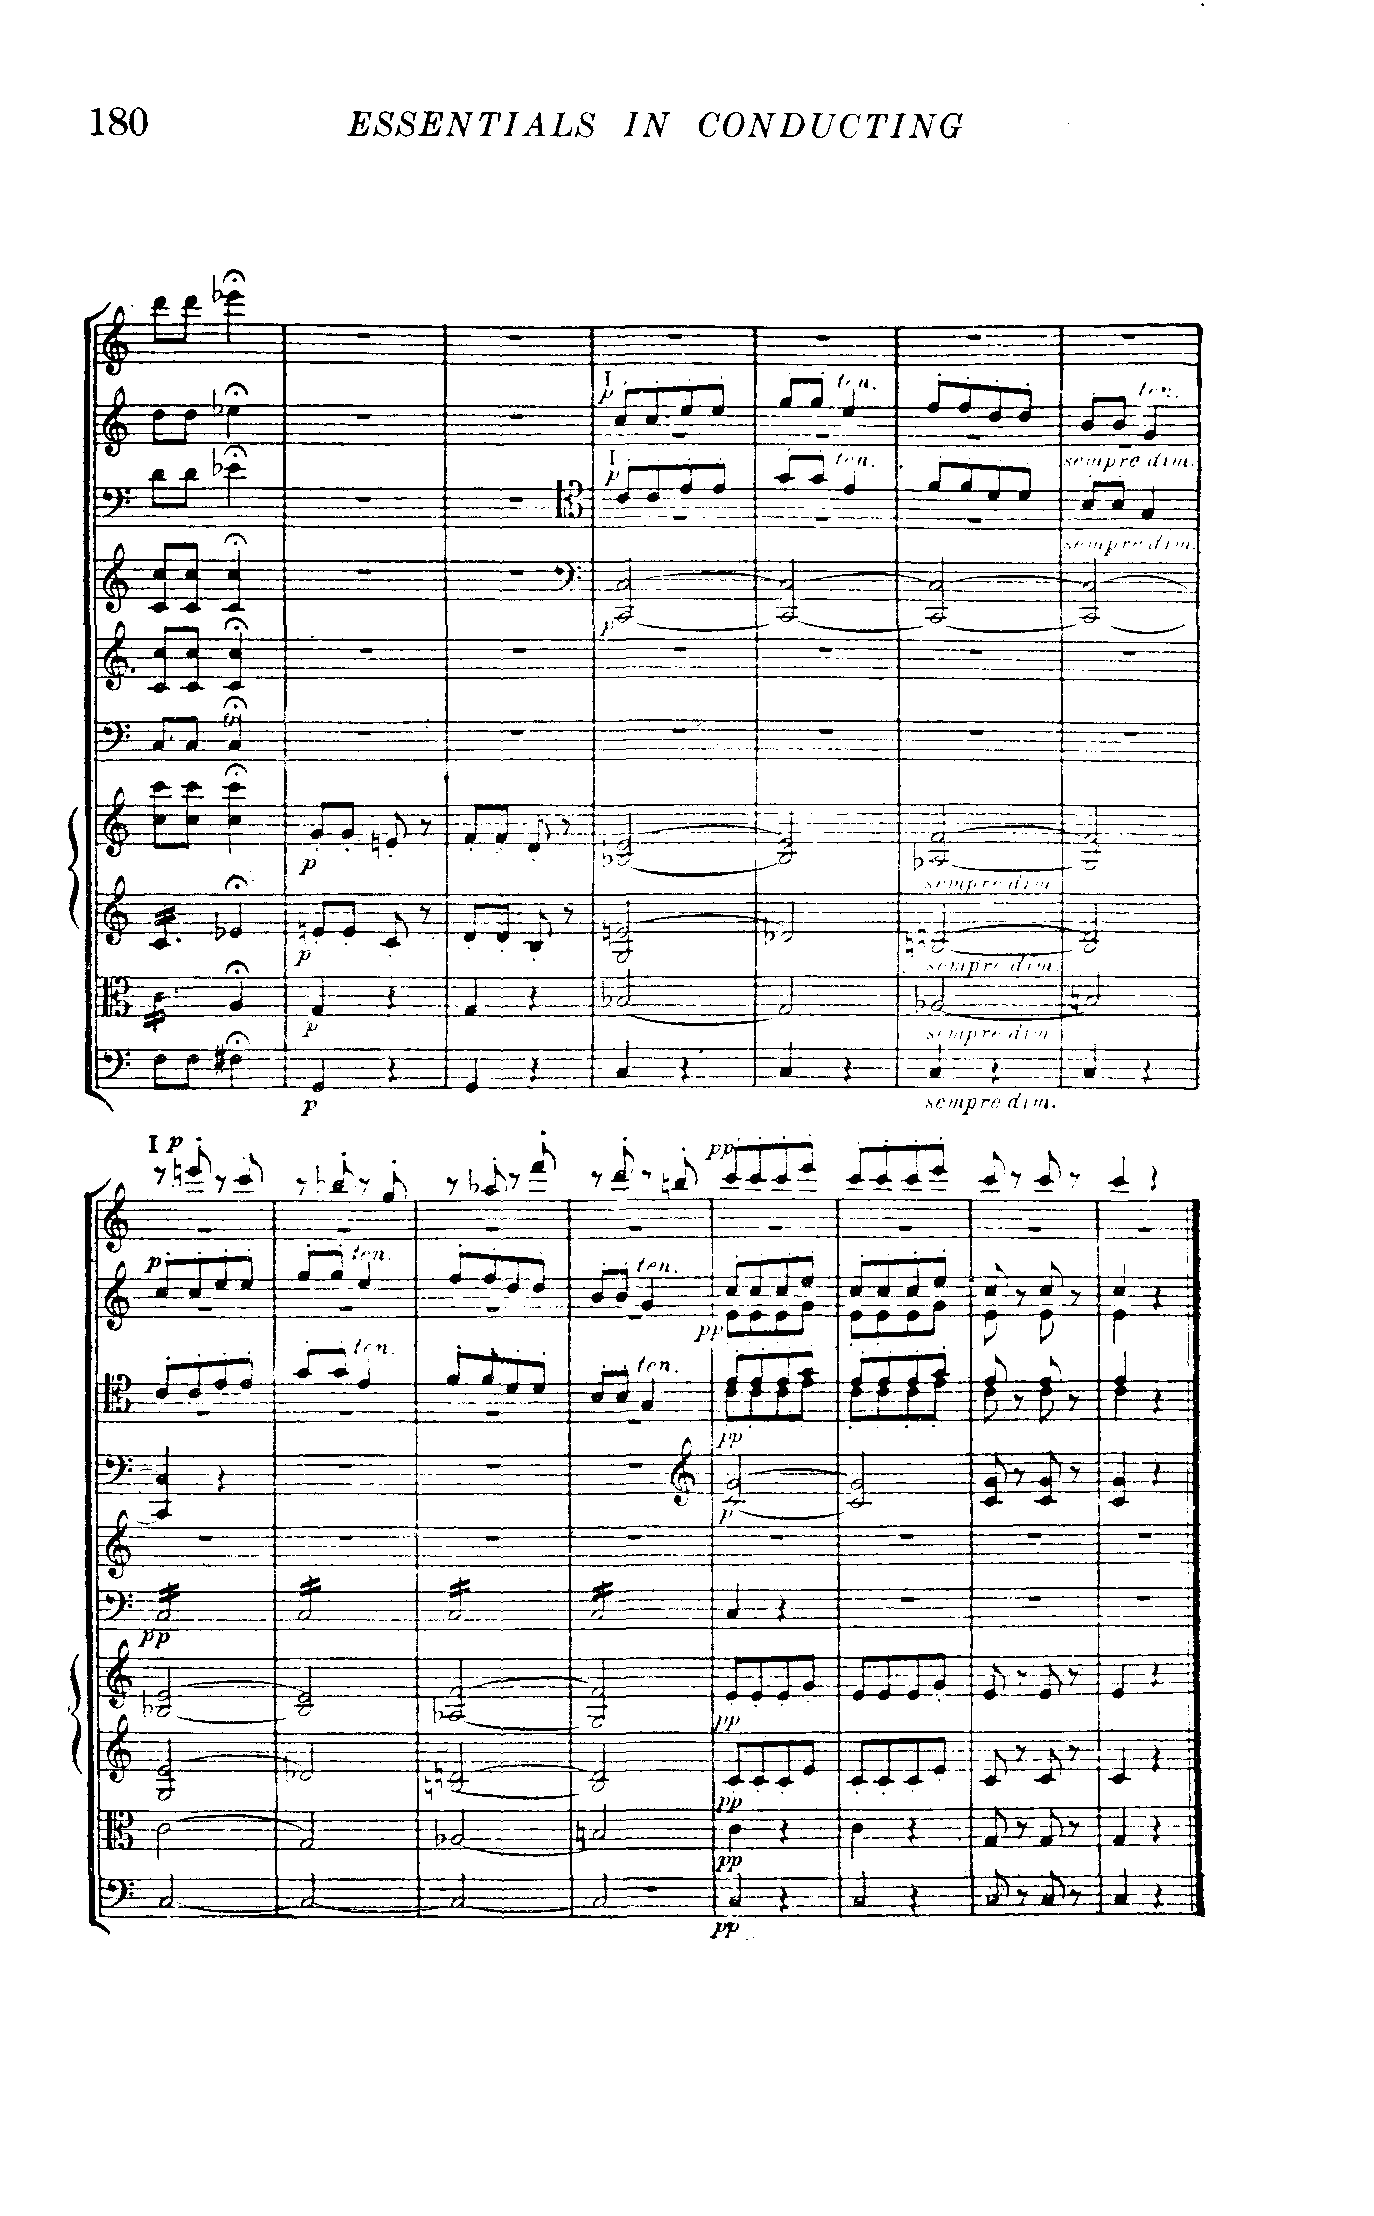 180 ESSENTIALS IN CONDUCTING
I
p ten. ten.
sempre dim.
I
p ten.
sempre dim.
p
p
sempre dim
p
sempre dim
p
sempre dim
p
sempre dim.
I p pp
p ten. ten.
pp
ten. ten.
pp
p
pp
pp
pp
pp
pp